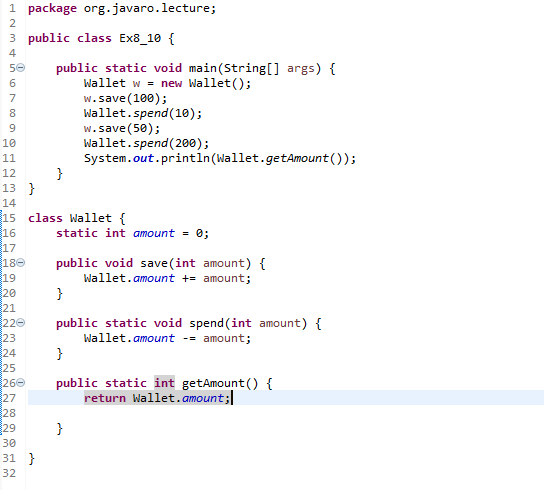 1 package org.javaro.lecture;
2
3 public class Ex8_10 {
4
5 public static void main(String[] args) {
6 Wallet w = new Wallet();
7 w.save(100);
8 Wallet.spend(10);
9 w.save(50);
10 Wallet.spend(200);
11 System.out.println(Wallet.getAmount());
12 }
13 }
14
15 class Wallet {
16 static int amount = 0;
17
18 public void save(int amount) {
19 Wallet.amount += amount;
20 }
21
22 public static void spend(int amount) {
23 Wallet.amount -= amount;
24 }
25
26 public static int getAmount() {
27 return Wallet.amount;
28
29 }
30
31 }
32